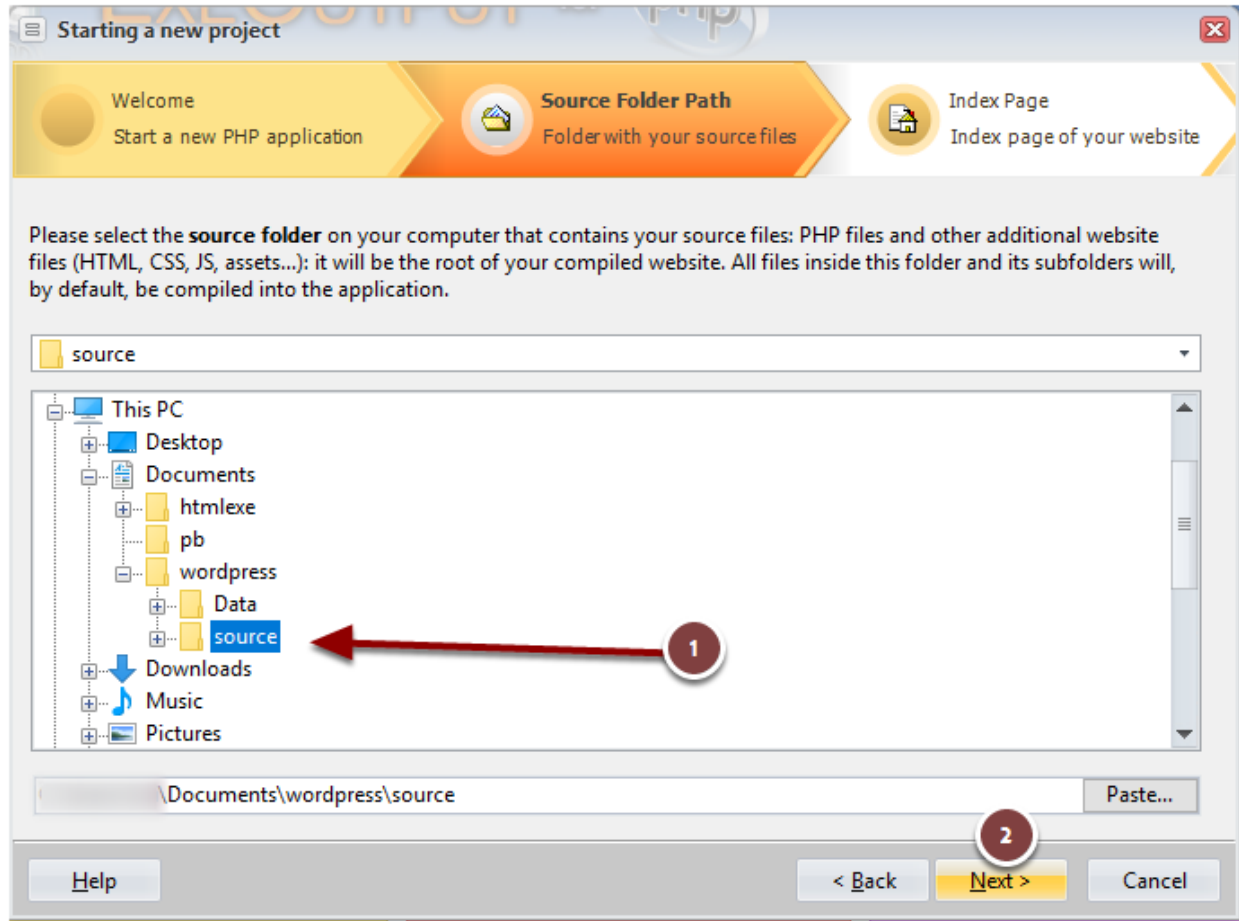 EXEOUTPUT for php
Starting a new project
Welcome
Start a new PHP application
Source Folder Path
Folder with your source files
Index Page
Index page of your website
Please select the source folder on your computer that contains your source files: PHP files and other additional website
files (HTML, CSS, JS, assets...): it will be the root of your compiled website. All files inside this folder and its subfolders will,
by default, be compiled into the application.
source
This PC
Desktop
Documents
htmlexe
pb
wordpress
Data
source
1
Downloads
Music
Pictures
\Documents\wordpress\source
Paste...
2
Help
< Back
Next >
Cancel